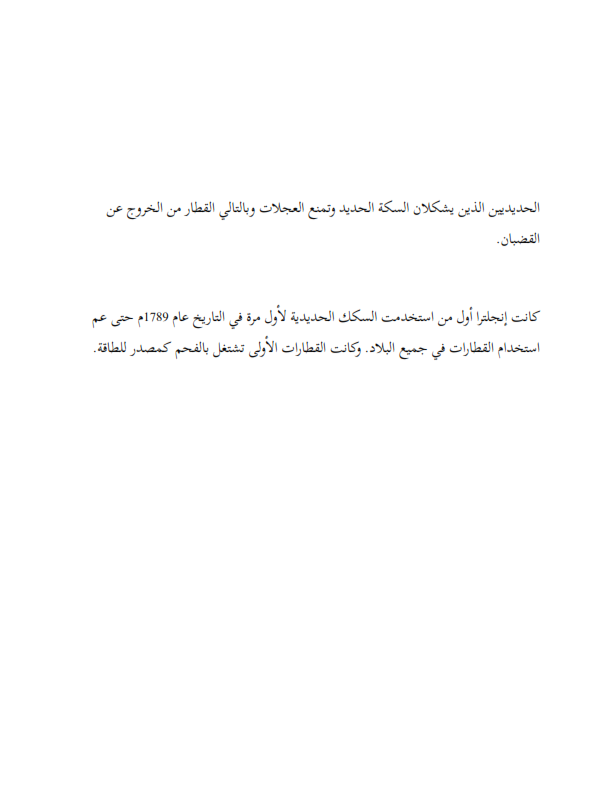 الحديديين الذين يشكلان السكة الحديد وتمنع العجلات وبالتالي القطار من الخروج عن
القضبان.
كانت إنجلترا أول من استخدمت السكك الحديدية لأول مرة في التاريخ عام 1789م حتى عم
استخدام القطارات في جميع البلاد. وكانت القطارات الأولى تشتغل بالفحم كمصدر للطاقة.